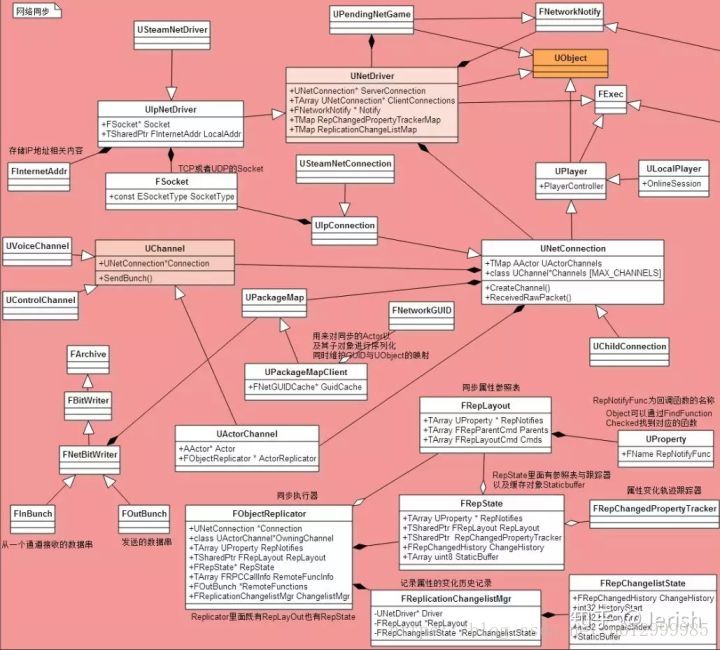 网络同步
USteamNetDriver
UPendingNetGame
FNetworkNotify
UObject
UNetDriver
+UNetConnection* ServerConnection
+TArray UNetConnection* ClientConnections
+FNetworkNotify * Notify
+TMap RepChangedPropertyTrackerMap
+TMap ReplicationChangeListMap
FExec
UIpNetDriver
+FSocket* Socket
+TSharedPtr FInternetAddr LocalAddr
存储IP地址相关内容
FInternetAddr
TCP或者UDP的Socket
FSocket
+const ESocketType SocketType
USteamNetConnection
UPlayer
+PlayerController
ULocalPlayer
+OnlineSession
UIpConnection
UVoiceChannel
UChannel
+UNetConnection*Connection
+SendBunch()
UControlChannel
UNetConnection
+TMap AActor UActorChannels
+class UChannel*Channels [MAX_CHANNELS]
+CreateChannel()
+ReceivedRawPacket()
UPackageMap
FNetworkGUID
用来对同步的Actor以
及其子对象进行序列化
同时维护GUID与UObject的映射
UChildConnection
FArchive
UPackageMapClient
+FNetGUIDCache* GuidCache
FBitWriter
同步属性参照表
FRepLayout
+TArray UProperty * RepNotifies
+TArray FRepParentCmd Parents
+TArray FRepLayoutCmd Cmds
RepNotifyFunc为回调函数的名称
Object可以通过FindFunction
Checked找到对应的函数
UProperty
+FName RepNotifyFunc
UActorChannel
+AActor* Actor
+FObjectReplicator * ActorReplicator
FNetBitWriter
RepState里面有参照表与跟踪器
以及缓存对象Staticbuffer
FInBunch
FOutBunch
从一个通道接收的数据串
发送的数据串
同步执行器
FObjectReplicator
+UNetConnection *Connection
+class UActorChannel*OwningChannel
+TArray UProperty RepNotifies
+TSharedPtr FRepLayout RepLayout
+FRepState* RepState
+TArray FRPCCallInfo RemoteFuncInfo
+FOutBunch *RemoteFunctions
+FReplicationChangelistMgr ChangelistMgr
Replicator里面既有RepLayOut也有RepState
FRepState
+TArray UProperty * RepNotifies
+TSharedPtr FRepLayout RepLayout
+TSharedPtr RepChangedPropertyTracker
+FRepChangedHistory ChangeHistory
+TArray uint8 StaticBuffer
属性变化轨迹跟踪器
FRepChangedPropertyTracker
记录属性的变化历史记录
FReplicationChangelistMgr
-UNetDriver* Driver
-FRepLayout *RepLayout
-FRepChangelistState *RepChangelistState
FRepChangelistState
+FRepChangedHistory ChangeHistory
+int32 HistoryStart
+StaticBuffer
知乎 @Jerish